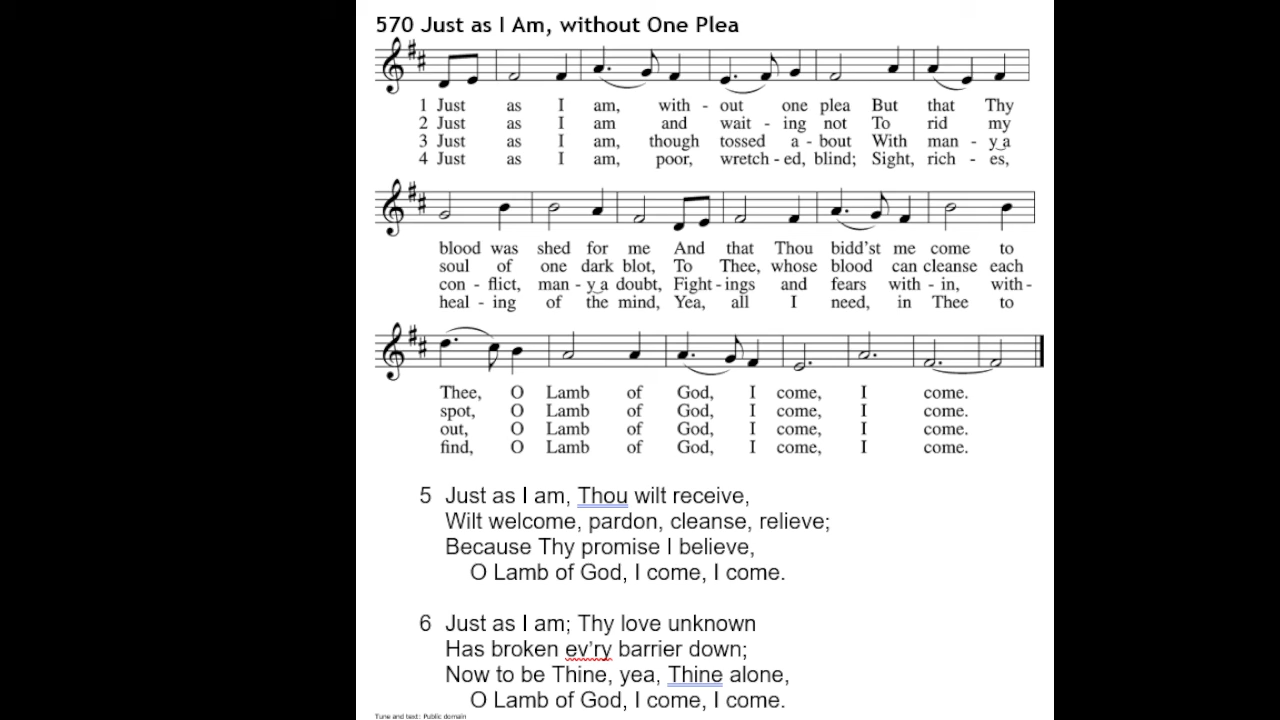 570 Just as I Am, without One Plea
1 Just as I am, with - out one plea But that Thy
2 Just as I am and wait - ing not To rid my
3 Just as I am, though tossed a - bout With man - y a
4 Just as I am, poor, wretch - ed, blind; Sight, rich - es,
blood was shed for me And that Thou bidd'st me come to
soul of one dark blot, To Thee, whose blood can cleanse each
con - flict, man - y a doubt, Fight - ings and fears with - in, with -
heal - ing of the mind, Yea, all I need, in Thee to
Thee, O Lamb of God, I come, I come.
spot, O Lamb of God, I come, I come.
out, O Lamb of God, I come, I come.
find, O Lamb of God, I come, I come.
5 Just as I am, Thou wilt receive,
Wilt welcome, pardon, cleanse, relieve;
Because Thy promise I believe,
O Lamb of God, I come, I come.
6 Just as I am; Thy love unknown
Has broken ev'ry barrier down;
Now to be Thine, yea, Thine alone,
O Lamb of God, I come, I come.
Tune and text: Public domain